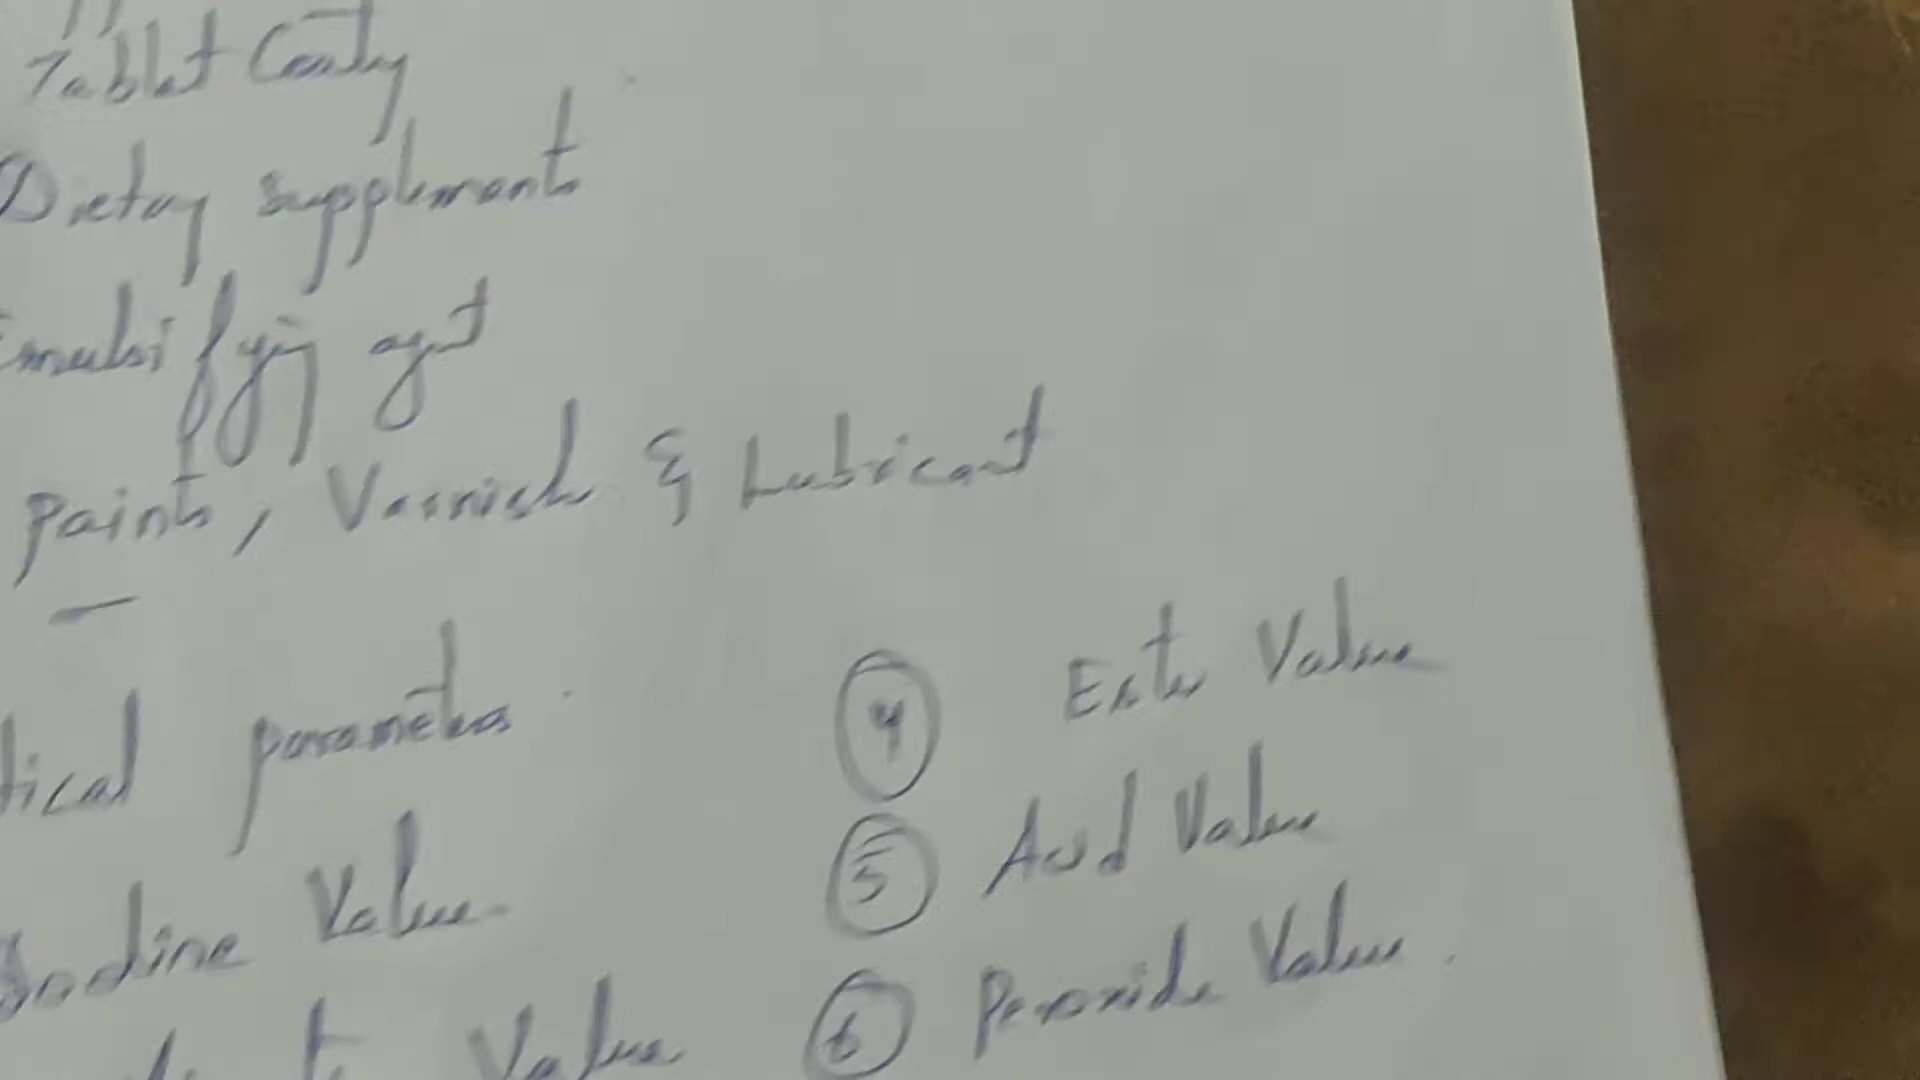 Tablet Coating
Dietary supplements
Emulsifying agent
Paints, Varnish & Lubricant
tical parameters
④ Ester Value
Iodine Value
⑤ Acid Value
Value
⑥ Peroxide Value.